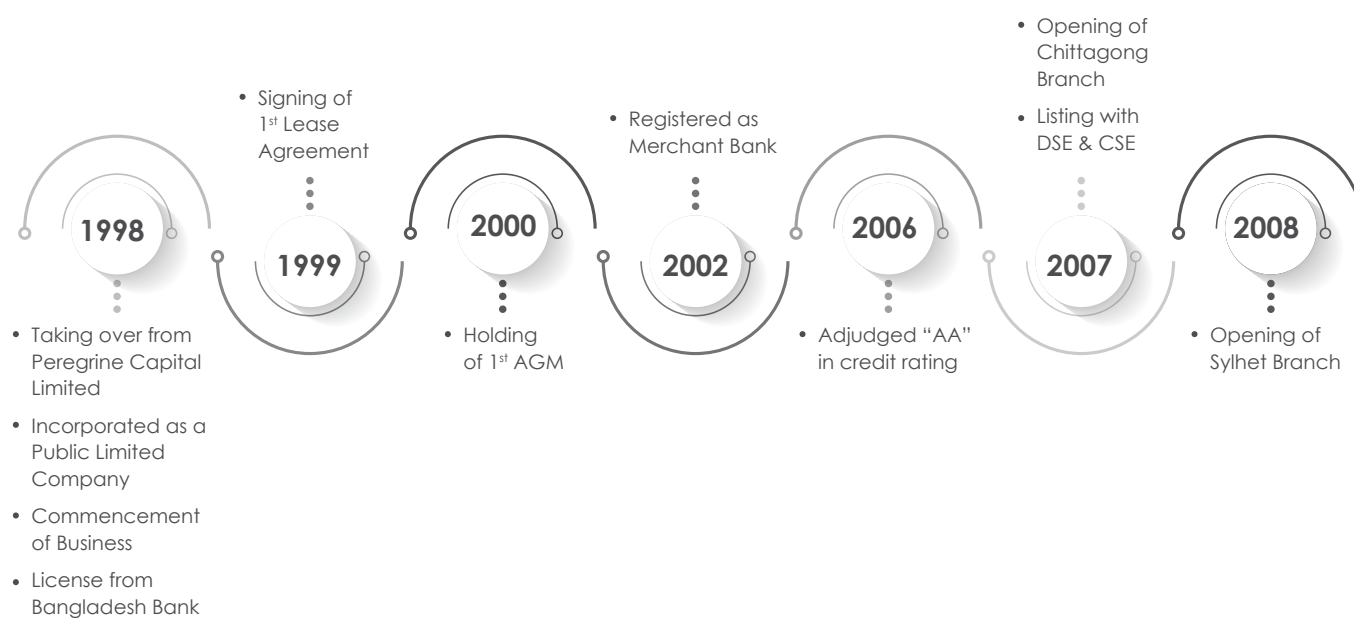 1998
• Taking over from
Peregrine Capital
Limited
• Incorporated as a
Public Limited
Company
• Commencement
of Business
• License from
Bangladesh Bank
• Signing of
1st Lease
Agreement
1999
2000
• Holding
of 1st AGM
• Registered as
Merchant Bank
2002
2006
• Adjudged “AA”
in credit rating
• Opening of
Chittagong
Branch
• Listing with
DSE & CSE
2007
2008
• Opening of
Sylhet Branch